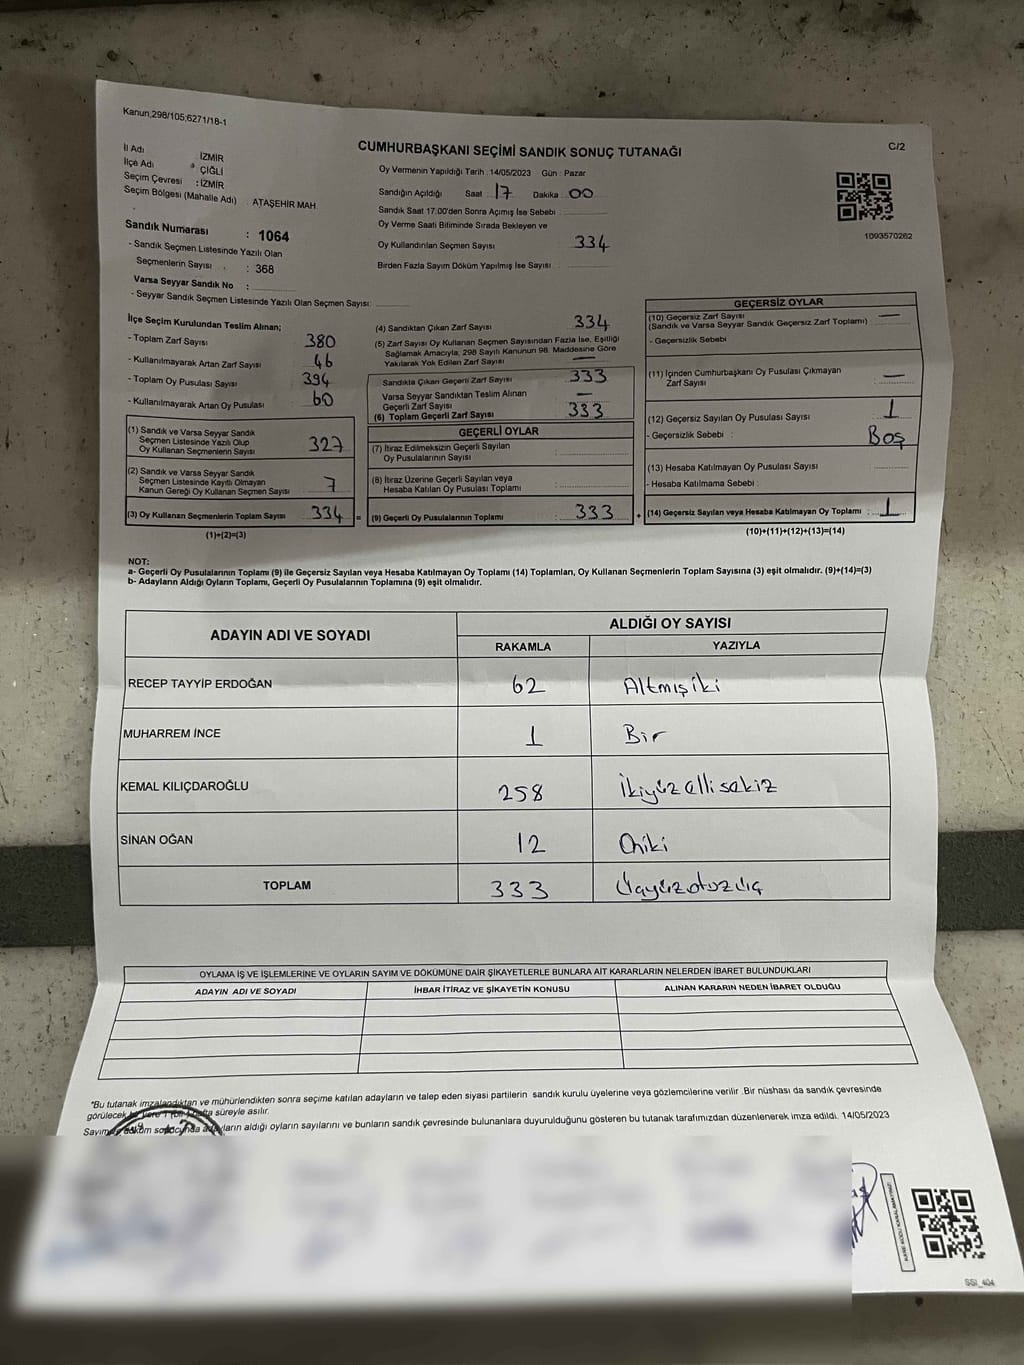 Kanun;298/105;6271/18-1
C/2
CUMHURBAŞKANI SEÇİMİ SANDIK SONUÇ TUTANAĞI
İl Adı : İZMİR
İlçe Adı : ÇİĞLİ
Seçim Çevresi : İZMİR
Seçim Bölgesi (Mahalle Adı) : ATAŞEHİR MAH.
Sandık Numarası : 1064
- Sandık Seçmen Listesinde Yazılı Olan
Seçmenlerin Sayısı : 368
Varsa Seyyar Sandık No :
- Seyyar Sandık Seçmen Listesinde Yazılı Olan Seçmen Sayısı:
Oy Vermenin Yapıldığı Tarih : 14/05/2023 Gün : Pazar
Sandığın Açıldığı Saat 17 Dakika 00
Sandık Saat 17.00'den Sonra Açımış İse Sebebi :
Oy Verme Saati Bitiminde Sırada Bekleyen ve
Oy Kullandırılan Seçmen Sayısı 334
Birden Fazla Sayım Döküm Yapılmış İse Sayısı :
1093570262
İlçe Seçim Kurulundan Teslim Alınan;
- Toplam Zarf Sayısı 380
- Kullanılmayarak Artan Zarf Sayısı 46
- Toplam Oy Pusulası Sayısı 394
- Kullanılmayarak Artan Oy Pusulası 60
(1) Sandık ve Varsa Seyyar Sandık
Seçmen Listesinde Yazılı Olup
Oy Kullanan Seçmenlerin Sayısı 327
(2) Sandık ve Varsa Seyyar Sandık
Seçmen Listesinde Kayıtlı Olmayan
Kanun Gereği Oy Kullanan Seçmen Sayısı 7
(3) Oy Kullanan Seçmenlerin Toplam Sayısı 334 =
(1)+(2)=(3)
(4) Sandıktan Çıkan Zarf Sayısı 334
(5) Zarf Sayısı Oy Kullanan Seçmen Sayısından Fazla İse, Eşitliği
Sağlamak Amacıyla, 298 Sayılı Kanunun 98. Maddesine Göre
Yakılarak Yok Edilen Zarf Sayısı —
Sandıkta Çıkan Geçerli Zarf Sayısı 333
Varsa Seyyar Sandıktan Teslim Alınan
Geçerli Zarf Sayısı —
(6) Toplam Geçerli Zarf Sayısı 333
GEÇERLİ OYLAR
(7) İtiraz Edilmeksizin Geçerli Sayılan
Oy Pusulalarının Sayısı :
(8) İtiraz Üzerine Geçerli Sayılan veya
Hesaba Katılan Oy Pusulası Toplamı :
(9) Geçerli Oy Pusulalarının Toplamı : 333 +
GEÇERSİZ OYLAR
(10) Geçersiz Zarf Sayısı —
(Sandık ve Varsa Seyyar Sandık Geçersiz Zarf Toplamı)
- Geçersizlik Sebebi
(11) İçinden Cumhurbaşkanı Oy Pusulası Çıkmayan
Zarf Sayısı : —
(12) Geçersiz Sayılan Oy Pusulası Sayısı 1
- Geçersizlik Sebebi : Boş
(13) Hesaba Katılmayan Oy Pusulası Sayısı
- Hesaba Katılmama Sebebi :
(14) Geçersiz Sayılan veya Hesaba Katılmayan Oy Toplamı : 1
(10)+(11)+(12)+(13)=(14)
NOT:
a- Geçerli Oy Pusulalarının Toplamı (9) ile Geçersiz Sayılan veya Hesaba Katılmayan Oy Toplamı (14) Toplamları, Oy Kullanan Seçmenlerin Toplam Sayısına (3) eşit olmalıdır. (9)+(14)=(3)
b- Adayların Aldığı Oyların Toplamı, Geçerli Oy Pusulalarının Toplamına (9) eşit olmalıdır.
ADAYIN ADI VE SOYADI
ALDIĞI OY SAYISI
RAKAMLA YAZIYLA
RECEP TAYYİP ERDOĞAN 62 Altmışiki
MUHARREM İNCE 1 Bir
KEMAL KILIÇDAROĞLU 258 İkiyüzellisekiz
SİNAN OĞAN 12 Oniki
TOPLAM 333 Üçyüzotuzüç
OYLAMA İŞ VE İŞLEMLERİNE VE OYLARIN SAYIM VE DÖKÜMÜNE DAİR ŞİKAYETLERLE BUNLARA AİT KARARLARIN NELERDEN İBARET BULUNDUKLARI
ADAYIN ADI VE SOYADI İHBAR İTİRAZ VE ŞİKAYETİN KONUSU ALINAN KARARIN NEDEN İBARET OLDUĞU
*Bu tutanak imzalandıktan ve mühürlendikten sonra seçime katılan adayların ve talep eden siyasi partilerin sandık kurulu üyelerine veya gözlemcilerine verilir .Bir nüshası da sandık çevresinde
görülecek bir yere 1 (bir) hafta süreyle asılır.
Sayım ve döküm sonucunda adayların aldığı oyların sayılarını ve bunların sandık çevresinde bulunanlara duyurulduğunu gösteren bu tutanak tarafımızdan düzenlenerek imza edildi. 14/05/2023
KARE KODU KARALAMAYINIZ!
SSI_404